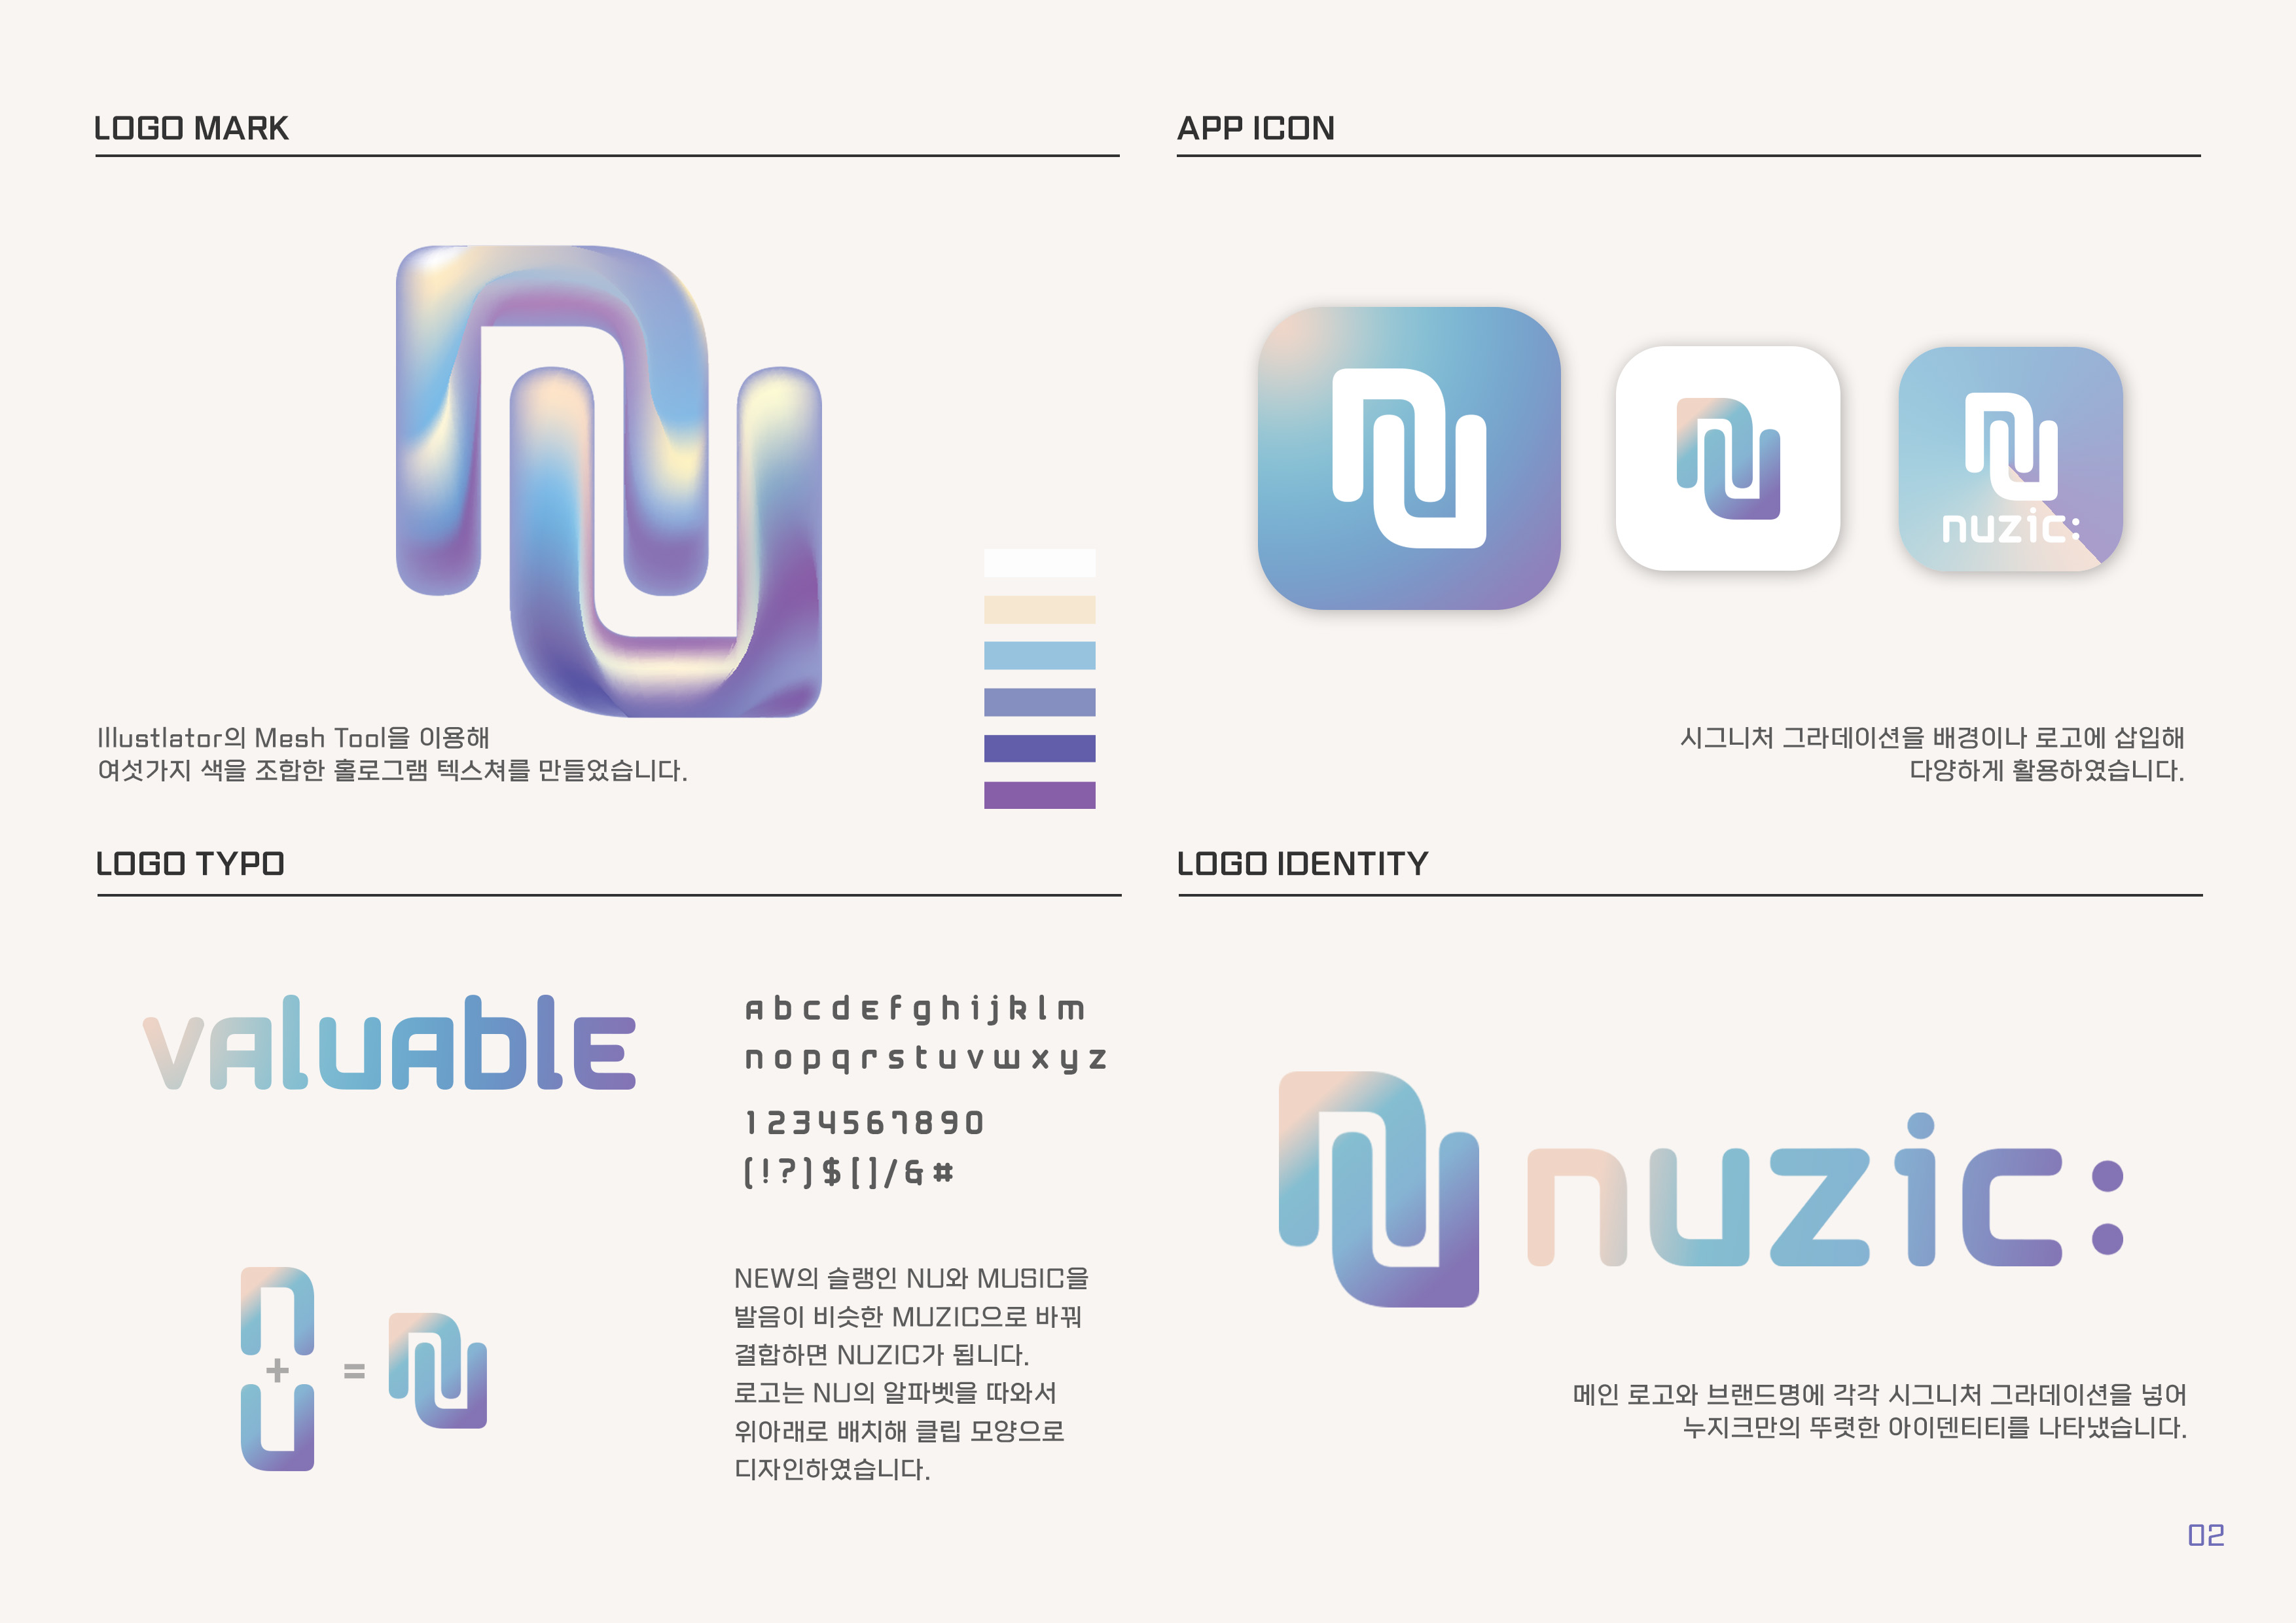 LOGO MARK
Illustlator의 Mesh Tool을 이용해
여섯가지 색을 조합한 홀로그램 텍스쳐를 만들었습니다.
APP ICON
nuzic:
시그니처 그라데이션을 배경이나 로고에 삽입해
다양하게 활용하였습니다.
LOGO TYPO
valuable
a b c d e f g h i j k l m
n o p q r s t u v w x y z
1 2 3 4 5 6 7 8 9 0
( ! ? ) $ [ ] / & #
+ =
NEW의 슬랭인 NU와 MUSIC을
발음이 비슷한 MUZIC으로 바꿔
결합하면 NUZIC가 됩니다.
로고는 NU의 알파벳을 따와서
위아래로 배치해 클립 모양으로
디자인하였습니다.
LOGO IDENTITY
nuzic:
메인 로고와 브랜드명에 각각 시그니처 그라데이션을 넣어
누지크만의 뚜렷한 아이덴티티를 나타냈습니다.
02